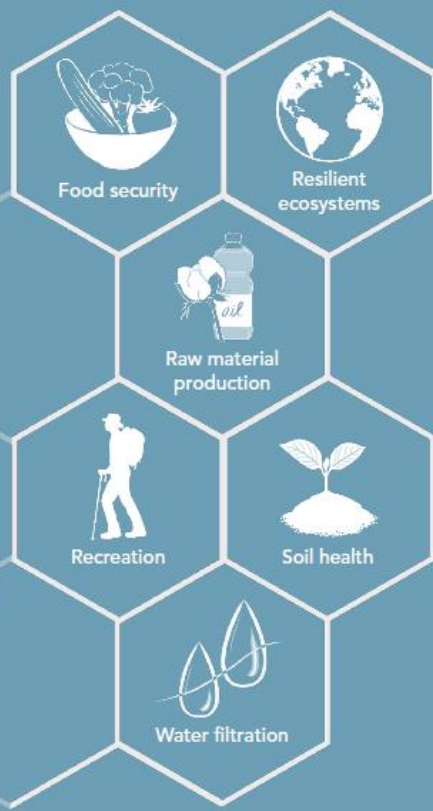 Food security
Resilient
ecosystems
oil
Raw material
production
Recreation
Soil health
Water filtration